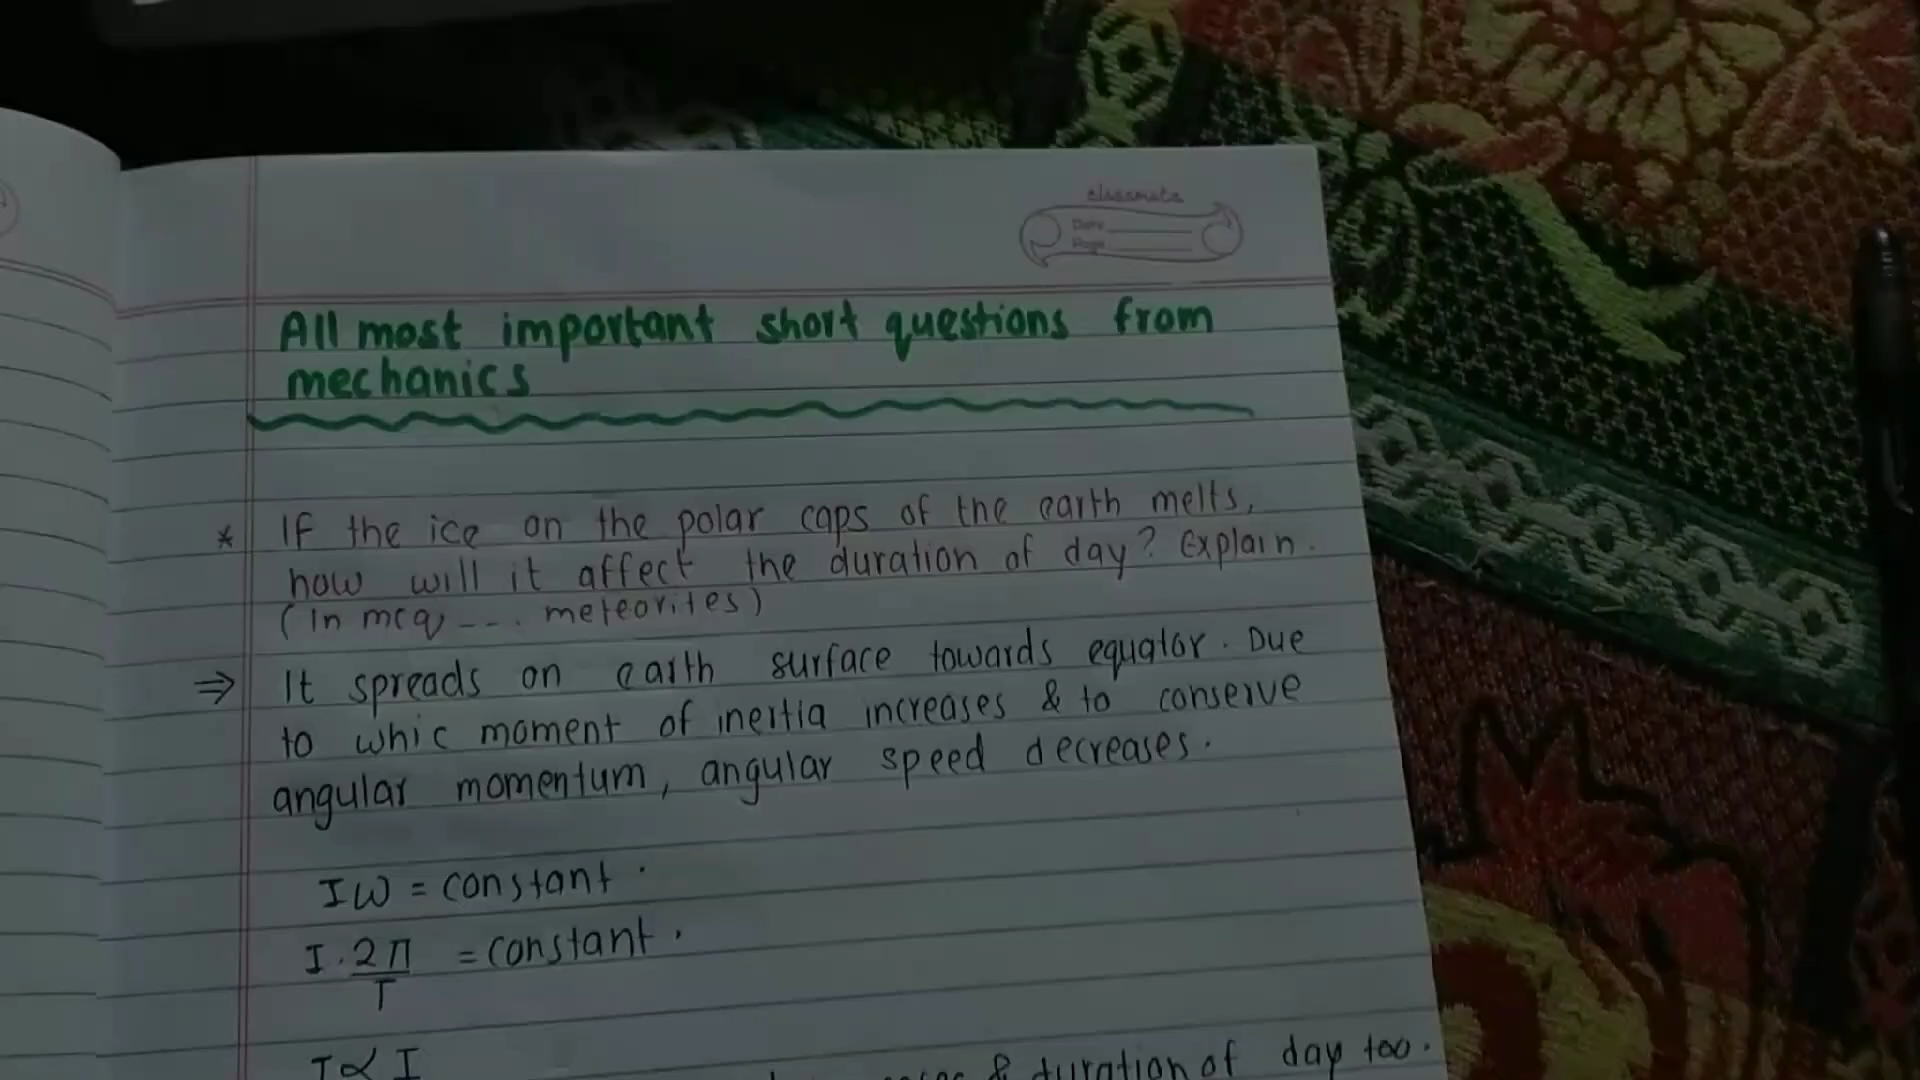 classmate
Date
Page
All most important short questions from
mechanics
* If the ice on the polar caps of the earth melts,
how will it affect the duration of day? Explain.
(In mcq --- . meteorites)
⇒ It spreads on earth surface towards equator. Due
to whic moment of inertia increases & to conserve
angular momentum, angular speed decreases.
Iω = constant.
I. 2π/T = constant.
T ∝ I
& duration of day too.